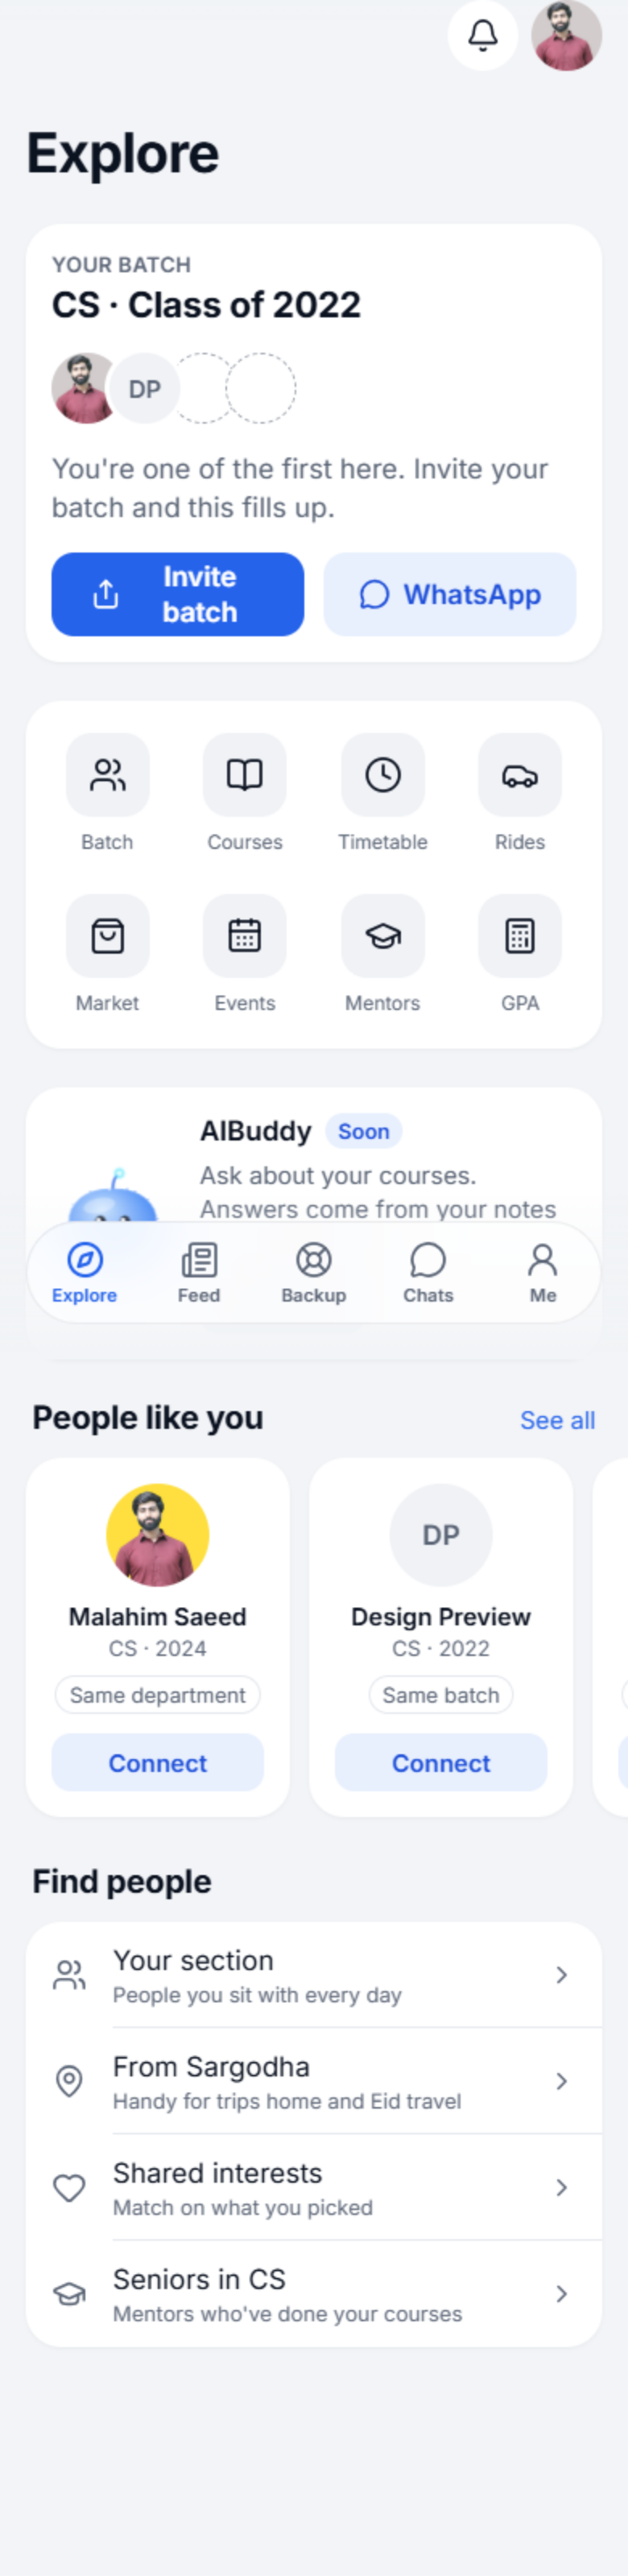 Explore
YOUR BATCH
CS · Class of 2022
DP
You're one of the first here. Invite your
batch and this fills up.
Invite
batch
WhatsApp
Batch
Courses
Timetable
Rides
Market
Events
Mentors
GPA
AIBuddy
Soon
Ask about your courses.
Answers come from your notes
Explore
Feed
Backup
Chats
Me
People like you
See all
Malahim Saeed
CS · 2024
Same department
Connect
DP
Design Preview
CS · 2022
Same batch
Connect
Find people
Your section
People you sit with every day
From Sargodha
Handy for trips home and Eid travel
Shared interests
Match on what you picked
Seniors in CS
Mentors who've done your courses